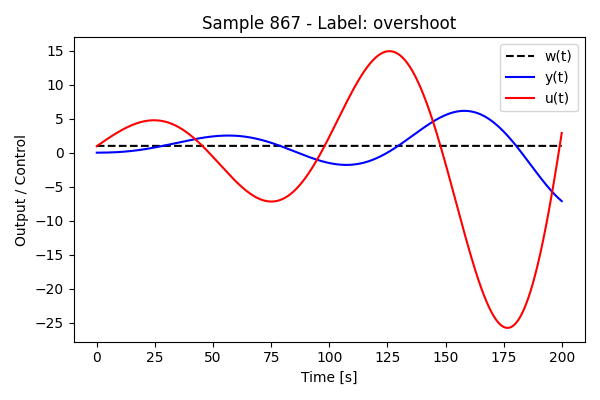 Sample 867 - Label: overshoot
w(t)
y(t)
u(t)
Output / Control
15
10
5
0
−5
−10
−15
−20
−25
0 25 50 75 100 125 150 175 200
Time [s]